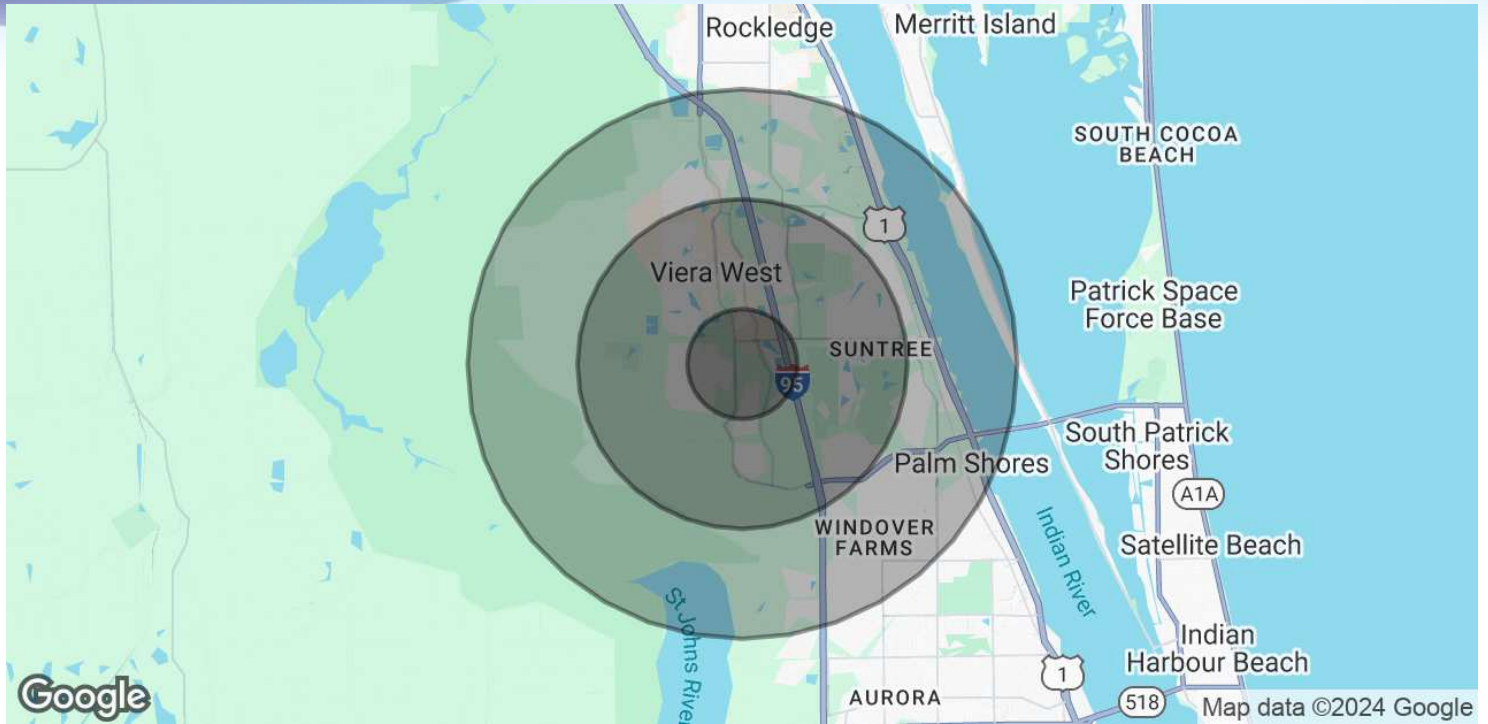 Rockledge
Merritt Island
SOUTH COCOA
BEACH
1
Viera West
Patrick Space
Force Base
SUNTREE
95
South Patrick
Shores
Palm Shores
A1A
WINDOVER
FARMS
Indian River
Satellite Beach
St Johns River
Indian
Harbour Beach
1
AURORA
518
Google
Map data ©2024 Google